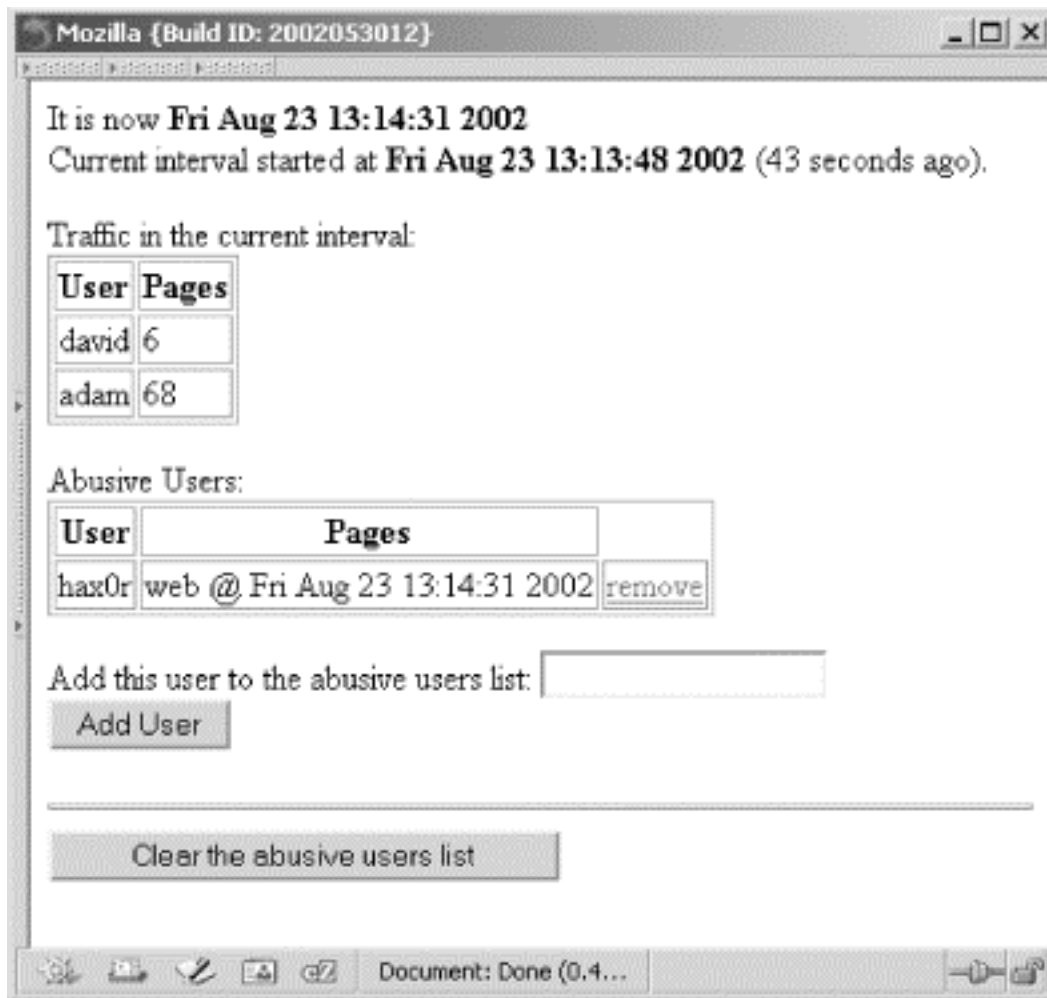 Mozilla {Build ID: 2002053012}
It is now Fri Aug 23 13:14:31 2002
Current interval started at Fri Aug 23 13:13:48 2002 (43 seconds ago).
Traffic in the current interval:
User Pages
david 6
adam 68
Abusive Users:
User Pages
hax0r web @ Fri Aug 23 13:14:31 2002 remove
Add this user to the abusive users list:
Add User
Clear the abusive users list
Document: Done (0.4...